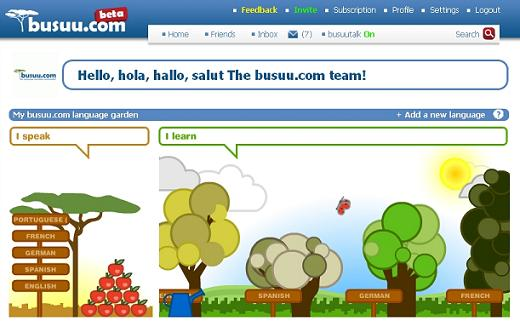 busuu.com beta
Feedback Invite Subscription Profile Settings Logout
Home Friends Inbox (7) busuutalk On Search
busuu.com
Hello, hola, hallo, salut The busuu.com team!
My busuu.com language garden + Add a new language ?
I speak I learn
PORTUGUESE (
FRENCH
GERMAN
SPANISH
ENGLISH
SPANISH GERMAN FRENCH